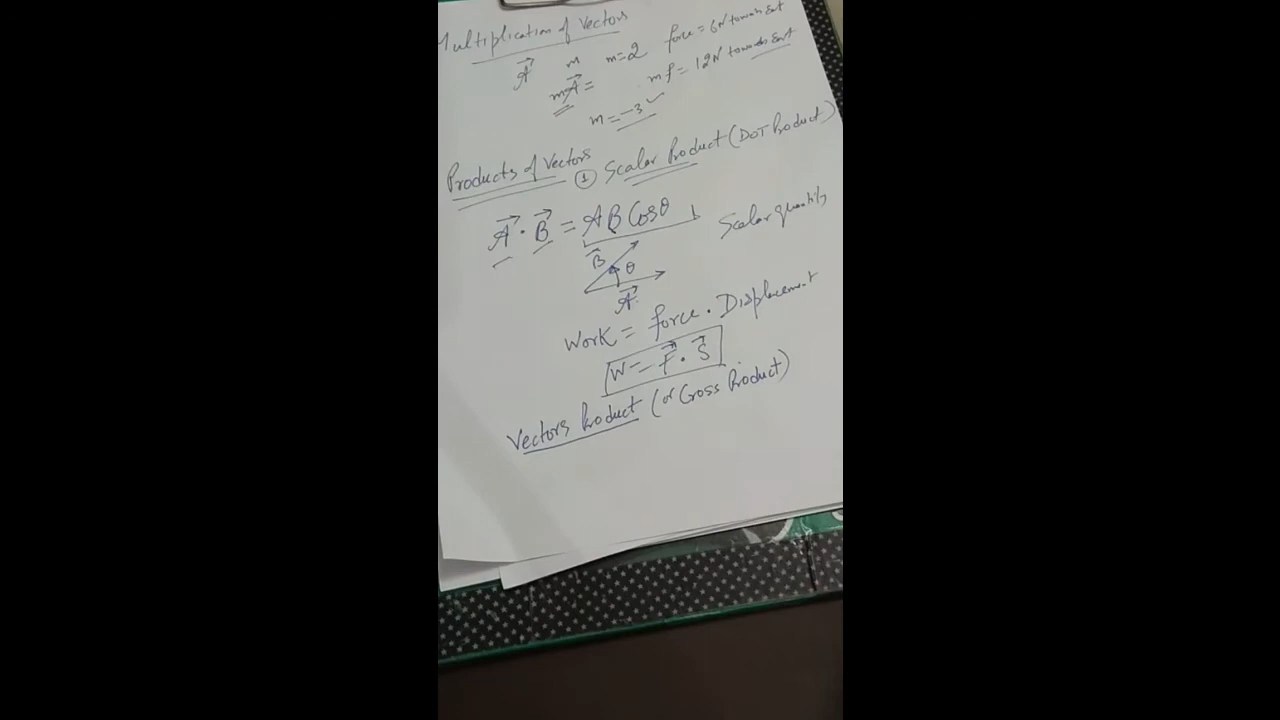 Multiplication of Vectors
A⃗ m m=2 force = 6N towards East
mA⃗ = mf = 12N towards East
m = -3 ✓
Products of Vectors ① Scalar Product (DOT Product)
A⃗ · B⃗ = AB Cosθ Scalar quantity
B⃗ θ
A⃗
Work = force · Displacement
W = F⃗ · S⃗
Vectors Product (or Cross Product)